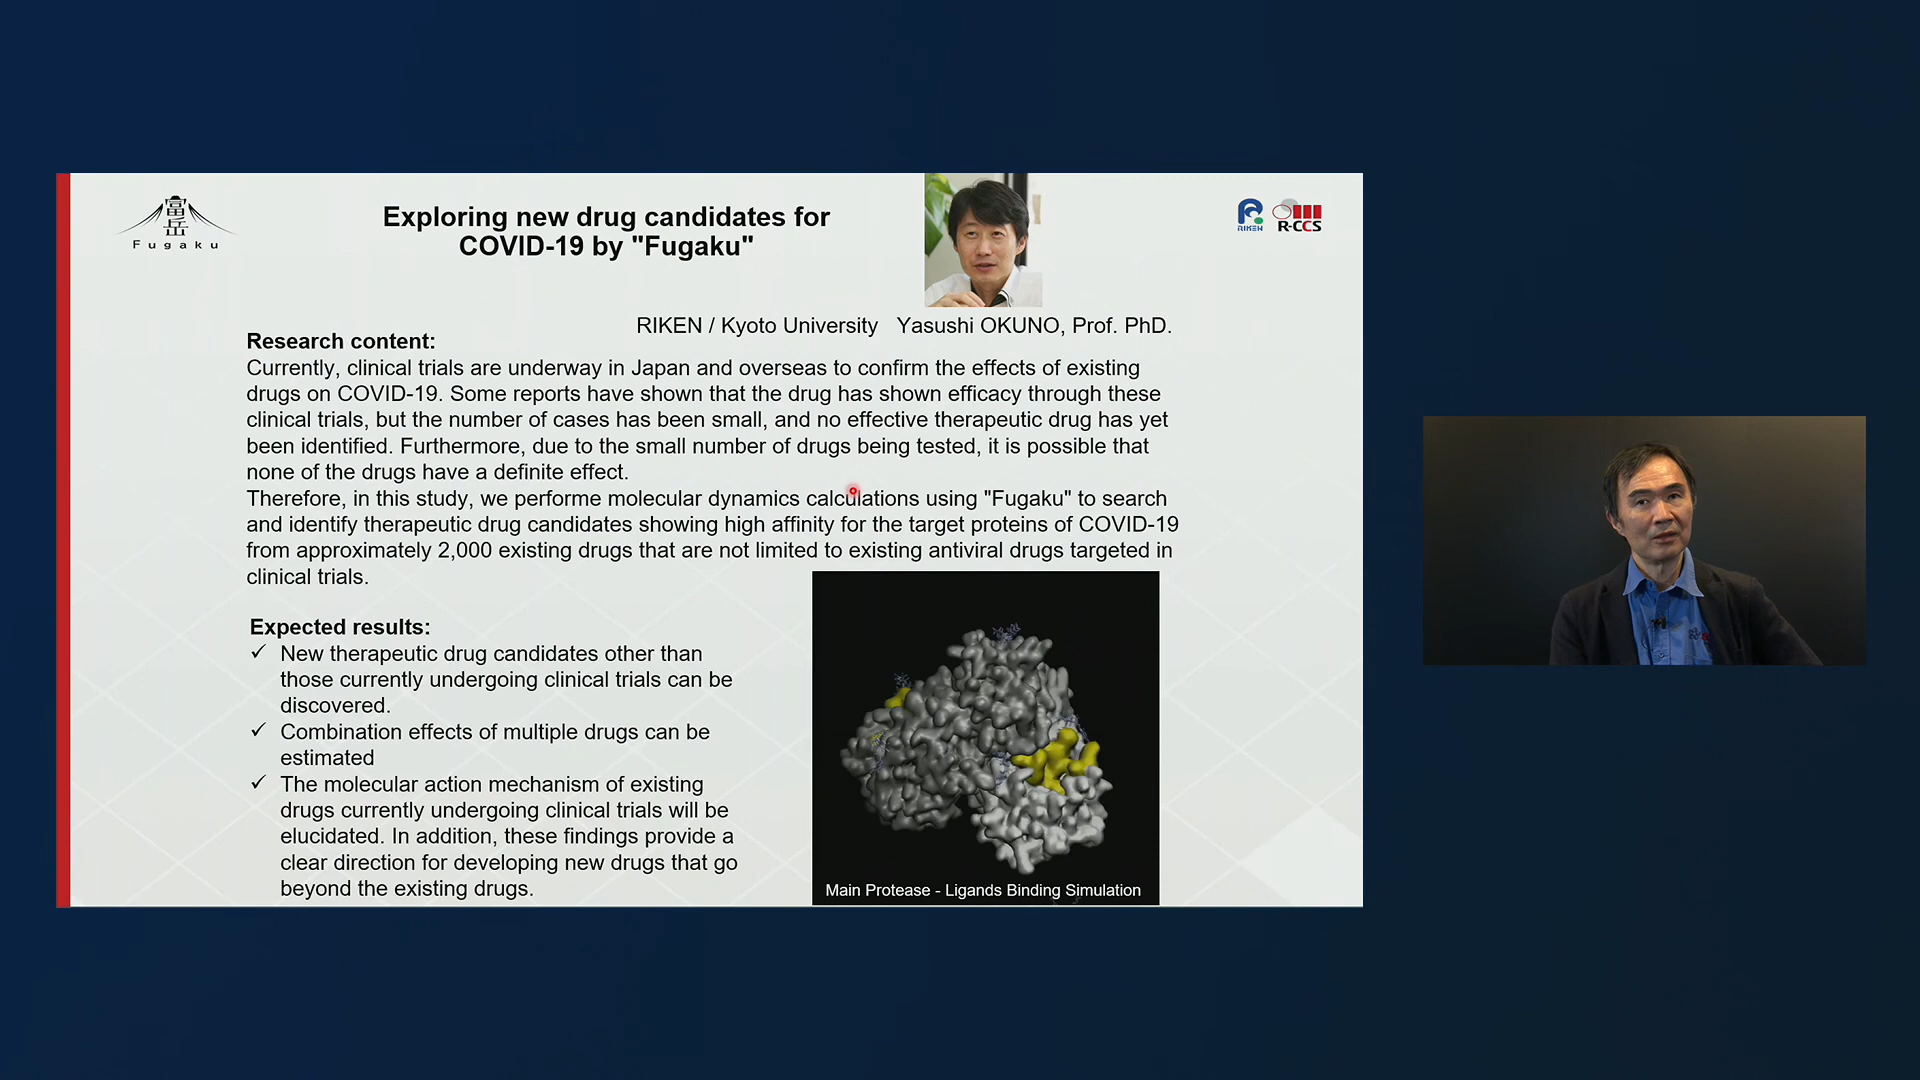 富
岳
Fugaku
Exploring new drug candidates for
COVID-19 by "Fugaku"
RIKEN
R-CCS
RIKEN / Kyoto University Yasushi OKUNO, Prof. PhD.
Research content:
Currently, clinical trials are underway in Japan and overseas to confirm the effects of existing
drugs on COVID-19. Some reports have shown that the drug has shown efficacy through these
clinical trials, but the number of cases has been small, and no effective therapeutic drug has yet
been identified. Furthermore, due to the small number of drugs being tested, it is possible that
none of the drugs have a definite effect.
Therefore, in this study, we performe molecular dynamics calculations using "Fugaku" to search
and identify therapeutic drug candidates showing high affinity for the target proteins of COVID-19
from approximately 2,000 existing drugs that are not limited to existing antiviral drugs targeted in
clinical trials.
Expected results:
✓ New therapeutic drug candidates other than
those currently undergoing clinical trials can be
discovered.
✓ Combination effects of multiple drugs can be
estimated
✓ The molecular action mechanism of existing
drugs currently undergoing clinical trials will be
elucidated. In addition, these findings provide a
clear direction for developing new drugs that go
beyond the existing drugs.
Main Protease - Ligands Binding Simulation